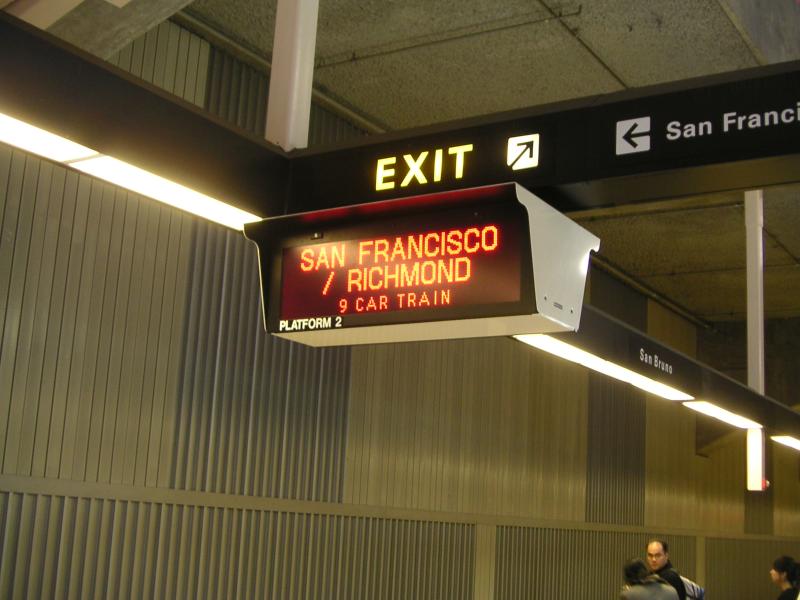 EXIT
San Franci
SAN FRANCISCO
/ RICHMOND
9 CAR TRAIN
PLATFORM 2
San Bruno